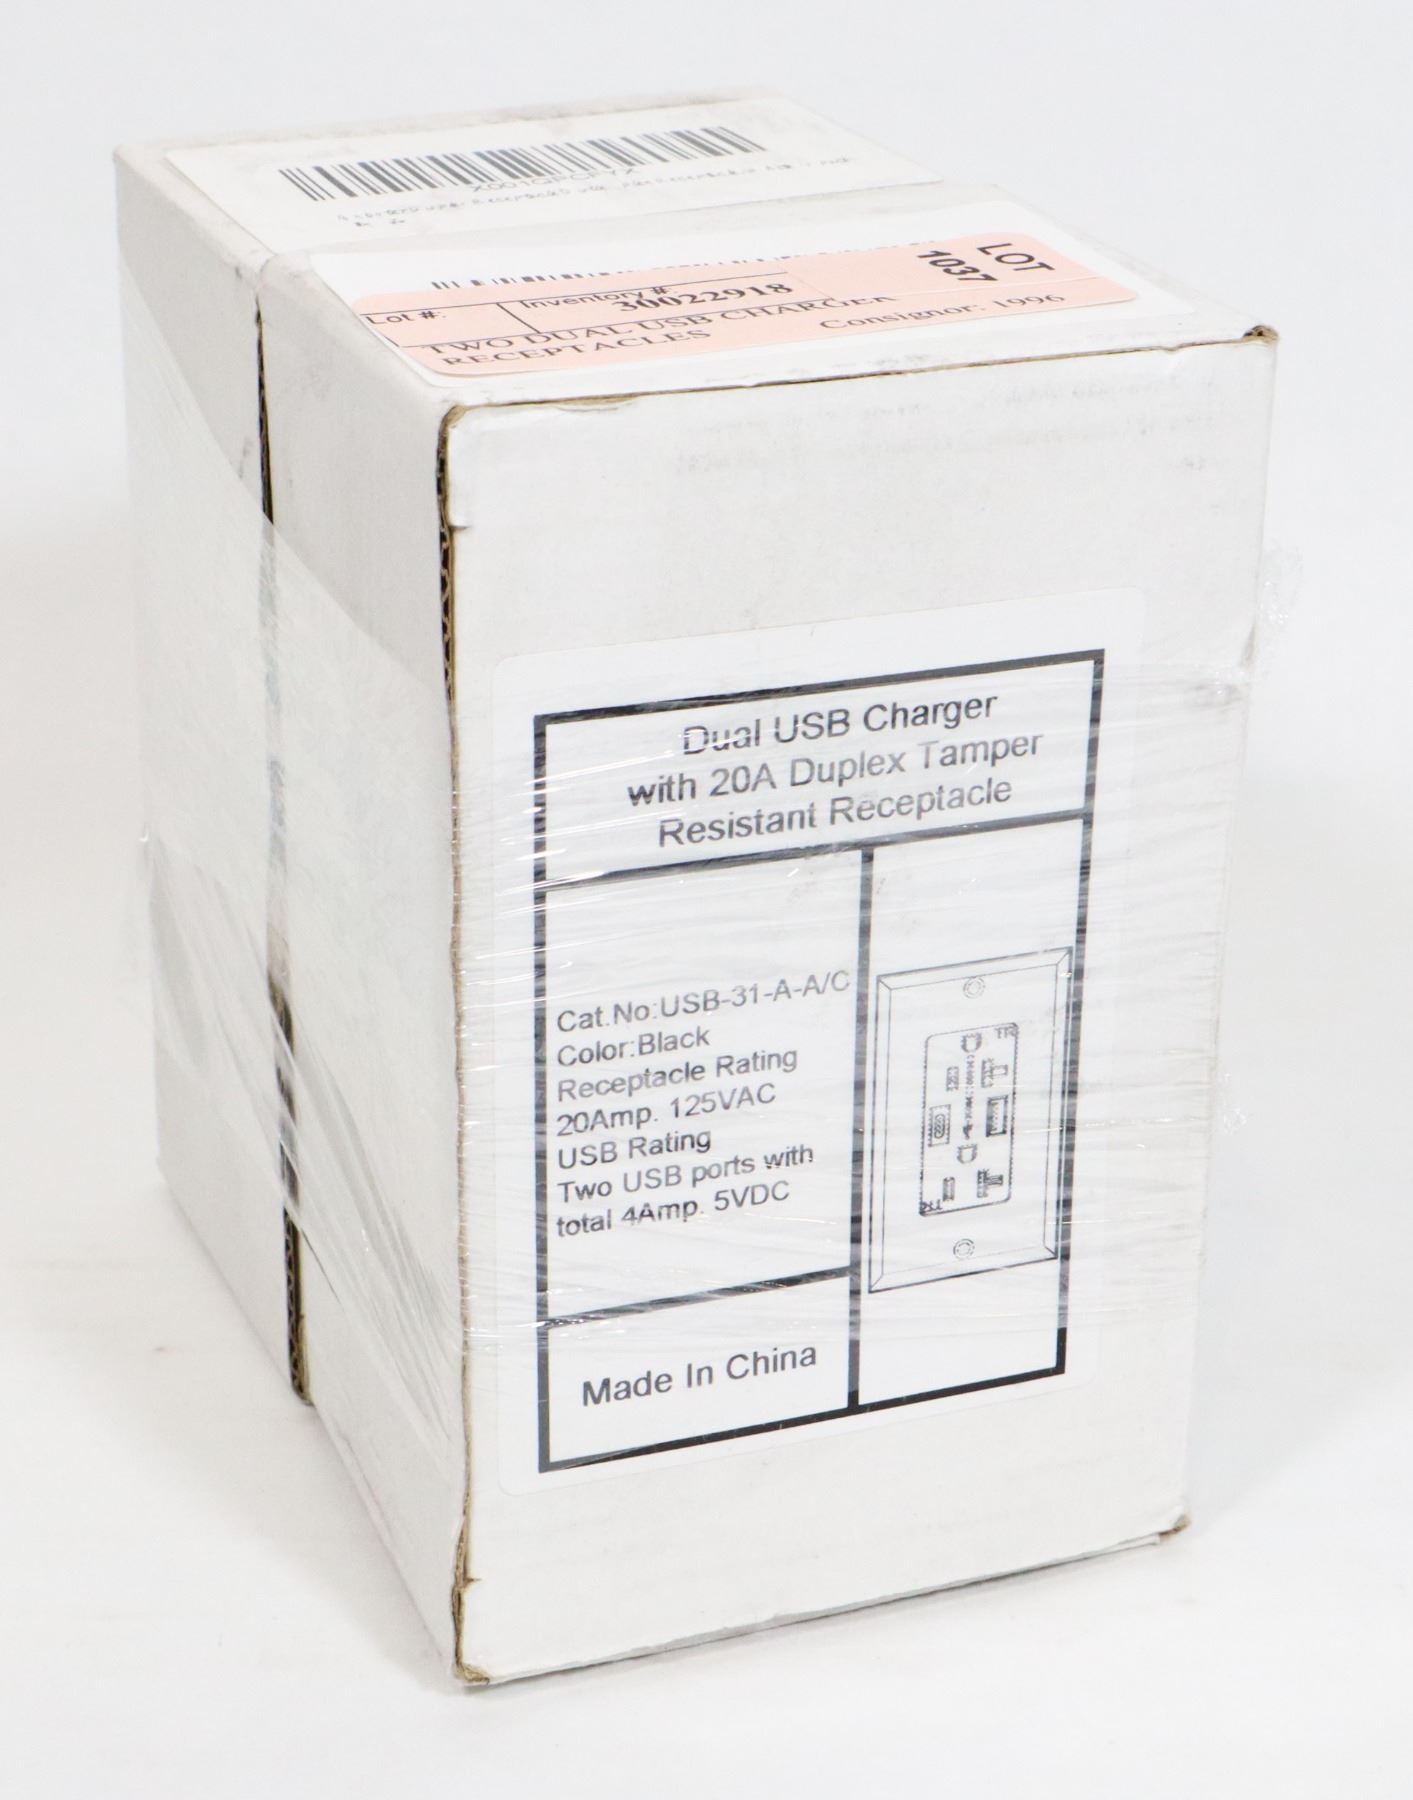 X001QPCFYX
Lot #:
Inventory #:
30022918
LOT
1037
TWO DUAL USB CHARGER
RECEPTACLES
Consignor: 1996
Dual USB Charger
with 20A Duplex Tamper
Resistant Receptacle
Cat.No:USB-31-A-A/C
Color:Black
Receptacle Rating
20Amp. 125VAC
USB Rating
Two USB ports with
total 4Amp. 5VDC
Made In China